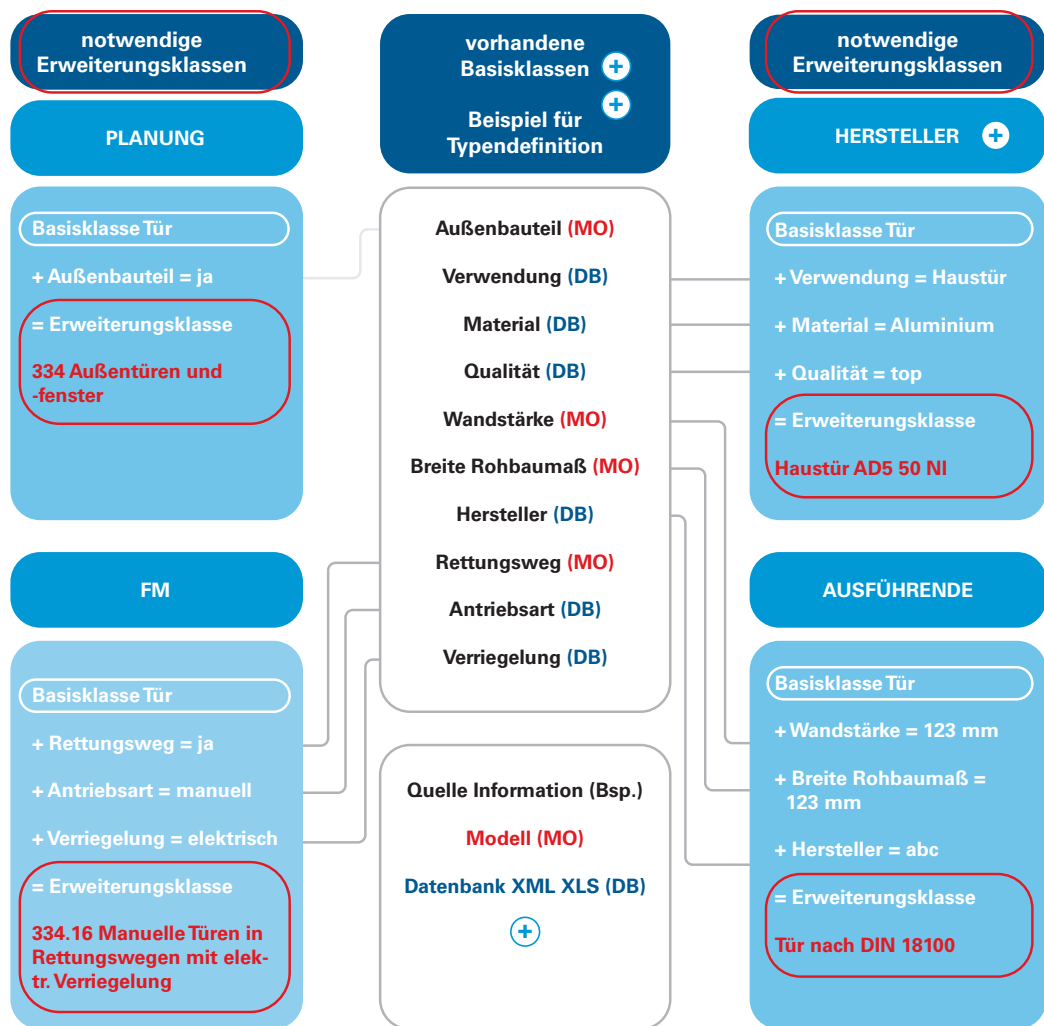 notwendige
Erweiterungsklassen
PLANUNG
Basisklasse Tür
+ Außenbauteil = ja
= Erweiterungsklasse
334 Außentüren und
-fenster
FM
Basisklasse Tür
+ Rettungsweg = ja
+ Antriebsart = manuell
+ Verriegelung = elektrisch
= Erweiterungsklasse
334.16 Manuelle Türen in
Rettungswegen mit elek-
tr. Verriegelung
vorhandene
Basisklassen
Beispiel für
Typendefinition
Außenbauteil (MO)
Verwendung (DB)
Material (DB)
Qualität (DB)
Wandstärke (MO)
Breite Rohbaumaß (MO)
Hersteller (DB)
Rettungsweg (MO)
Antriebsart (DB)
Verriegelung (DB)
Quelle Information (Bsp.)
Modell (MO)
Datenbank XML XLS (DB)
notwendige
Erweiterungsklassen
HERSTELLER
Basisklasse Tür
+ Verwendung = Haustür
+ Material = Aluminium
+ Qualität = top
= Erweiterungsklasse
Haustür AD5 50 NI
AUSFÜHRENDE
Basisklasse Tür
+ Wandstärke = 123 mm
+ Breite Rohbaumaß =
123 mm
+ Hersteller = abc
= Erweiterungsklasse
Tür nach DIN 18100